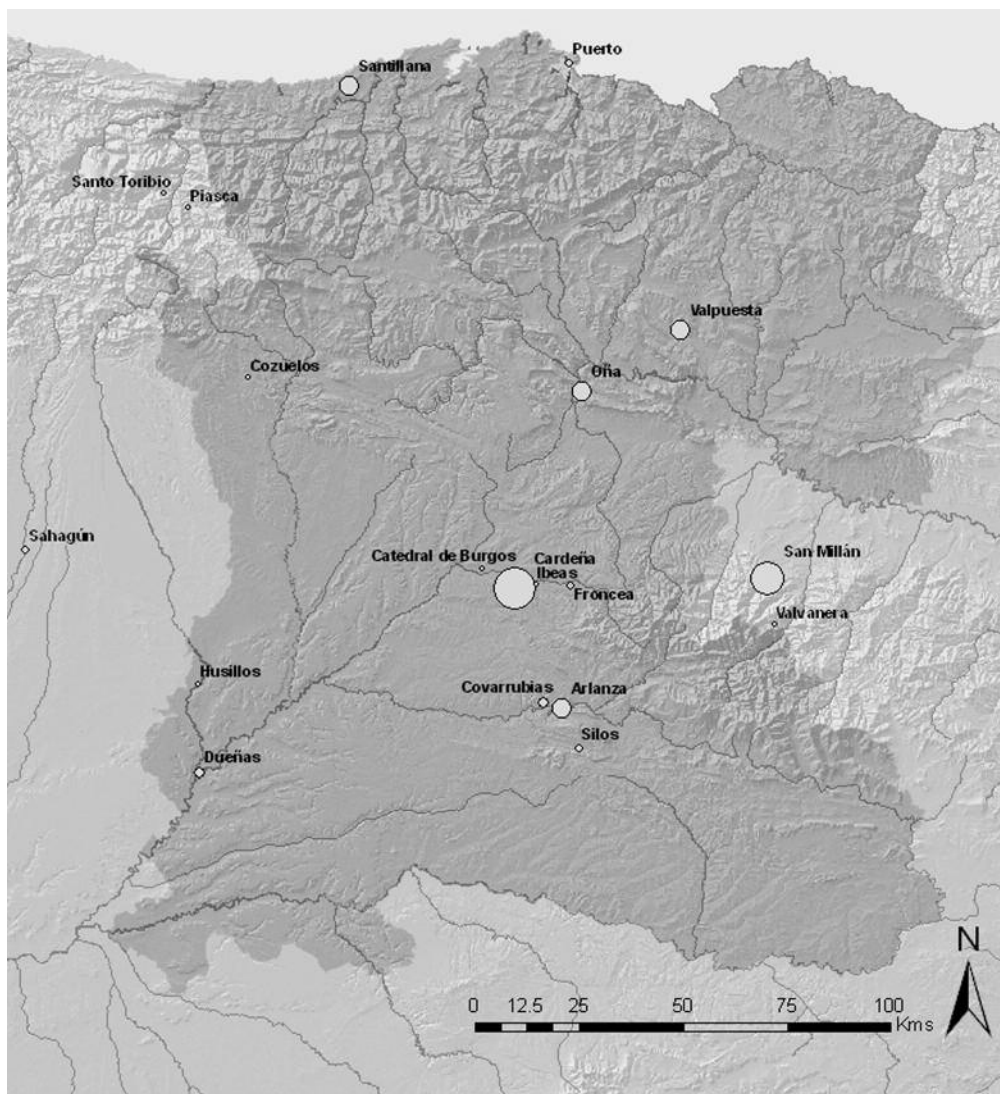 Puerto
Santillana
Santo Toribio
Piasca
Valpuesta
Cozuelos
Oña
Sahagún
Catedral de Burgos
Cardeña
Ibeas
Froncea
San Millán
Valvanera
Husillos
Covarrubias
Arlanza
Silos
Dueñas
N
0 12.5 25 50 75 100
Kms